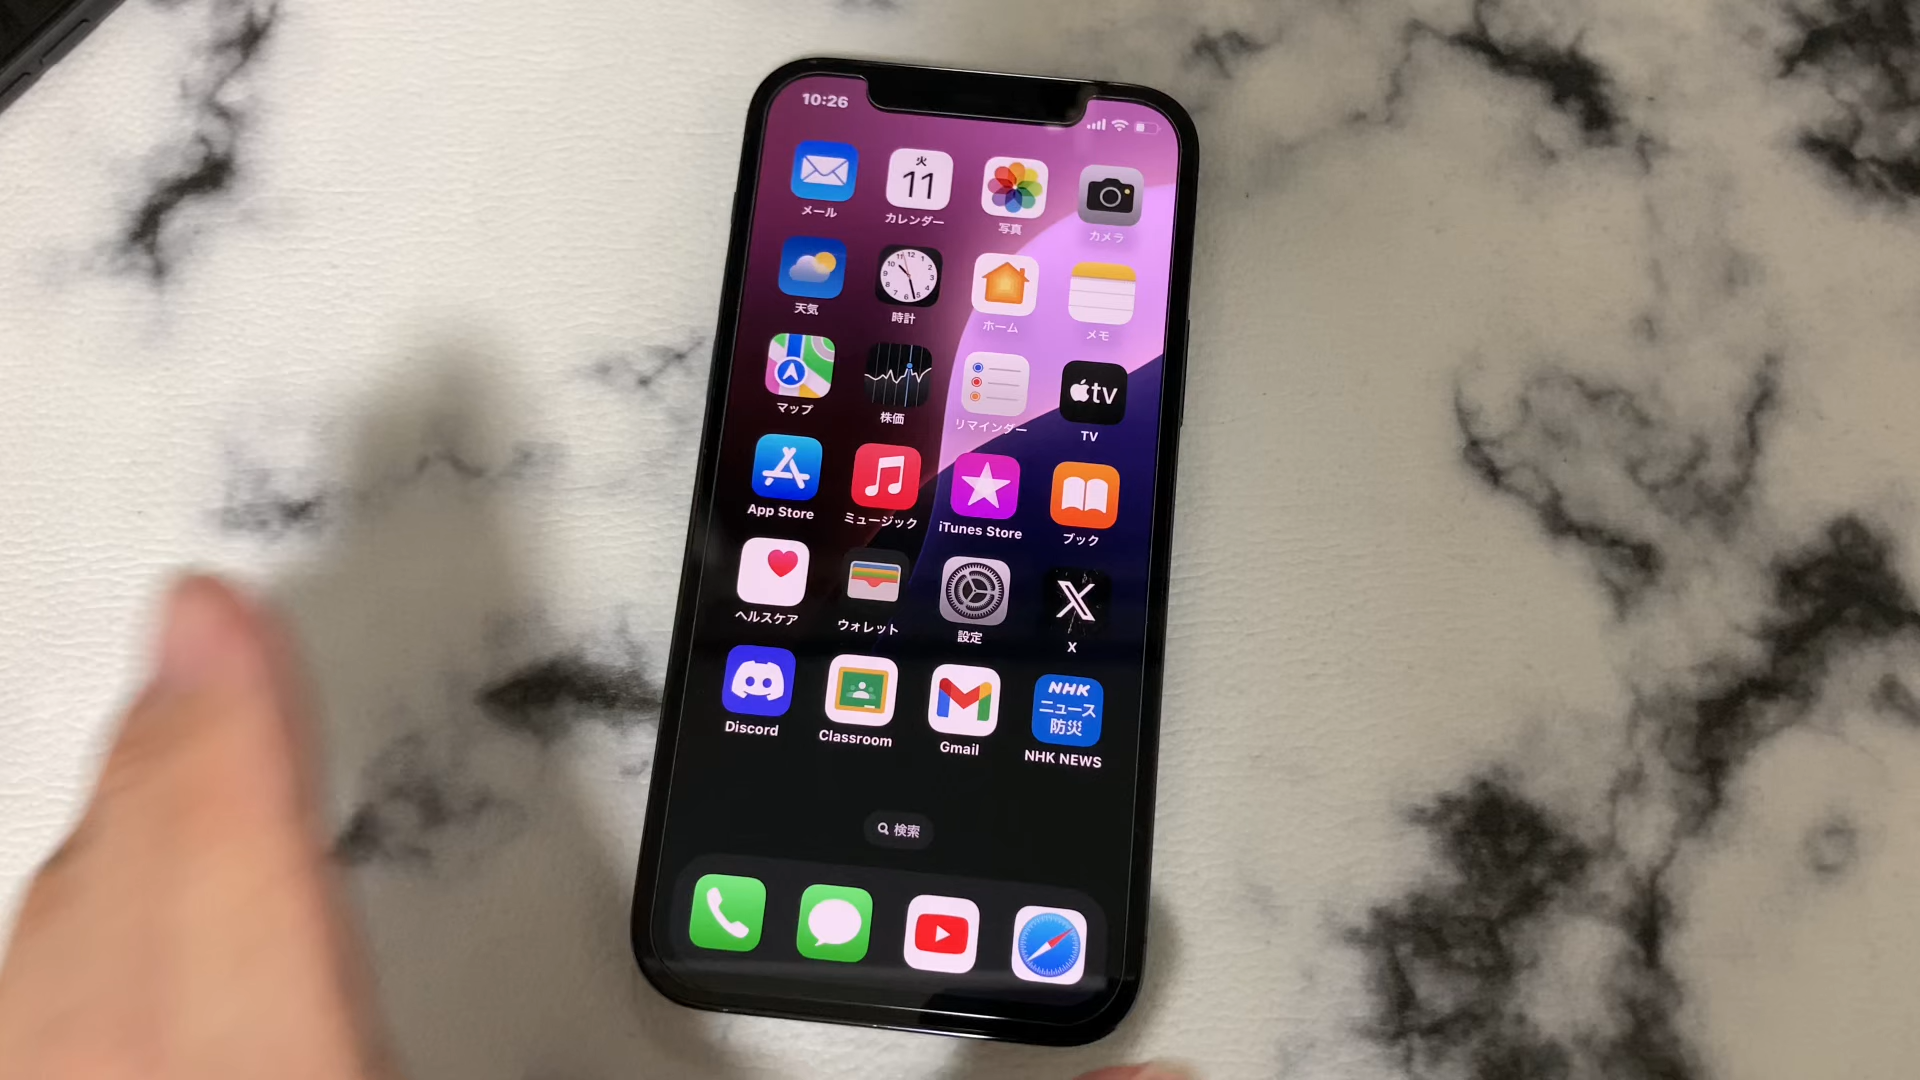 10:26
火
11
メール
カレンダー
写真
カメラ
天気
時計
ホーム
メモ
マップ
株価
リマインダー
tv
TV
App Store
ミュージック
iTunes Store
ブック
ヘルスケア
ウォレット
設定
X
NHK
ニュース
防災
Discord
Classroom
Gmail
NHK NEWS
検索